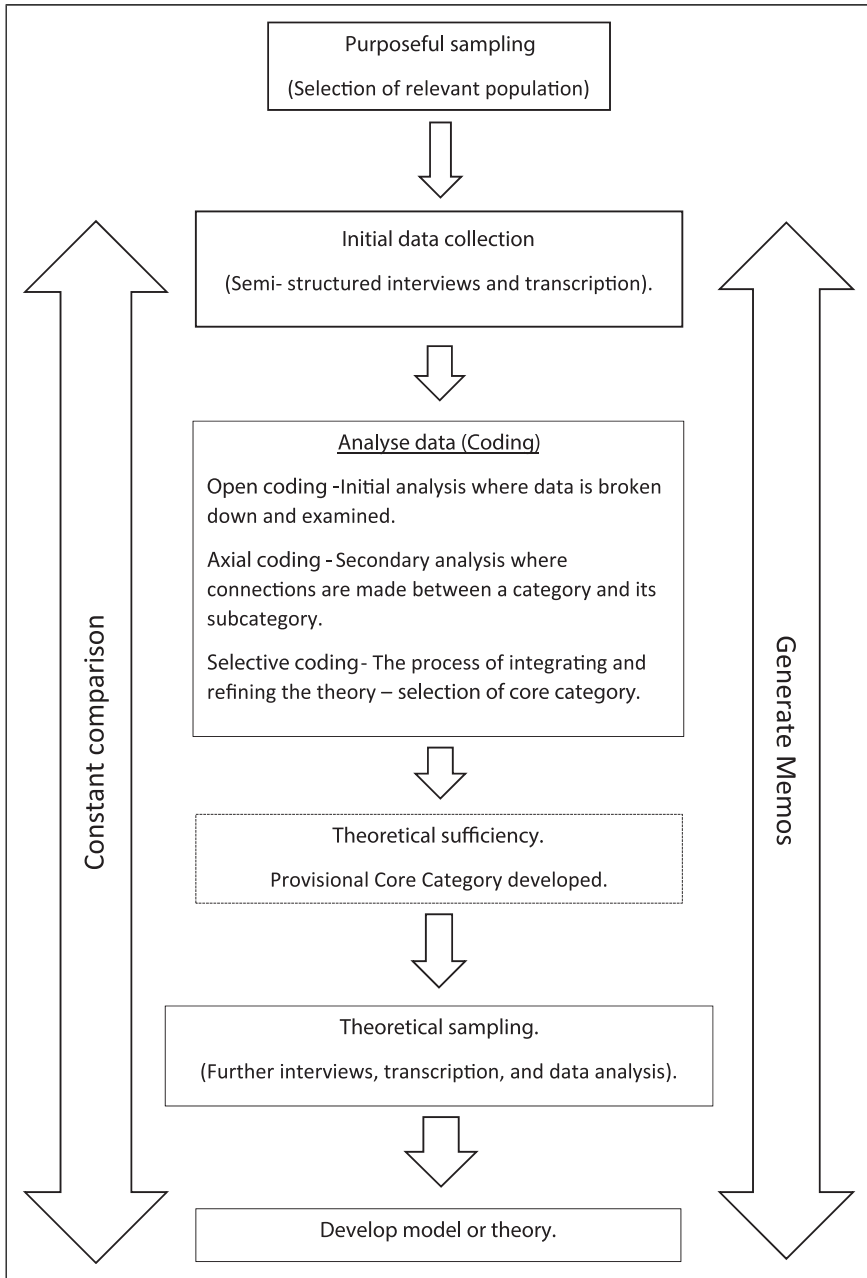 Purposeful sampling
(Selection of relevant population)
Initial data collection
(Semi- structured interviews and transcription).
Analyse data (Coding)
Open coding -Initial analysis where data is broken
down and examined.
Axial coding - Secondary analysis where
connections are made between a category and its
subcategory.
Selective coding- The process of integrating and
refining the theory – selection of core category.
Constant comparison
Generate Memos
Theoretical sufficiency.
Provisional Core Category developed.
Theoretical sampling.
(Further interviews, transcription, and data analysis).
Develop model or theory.